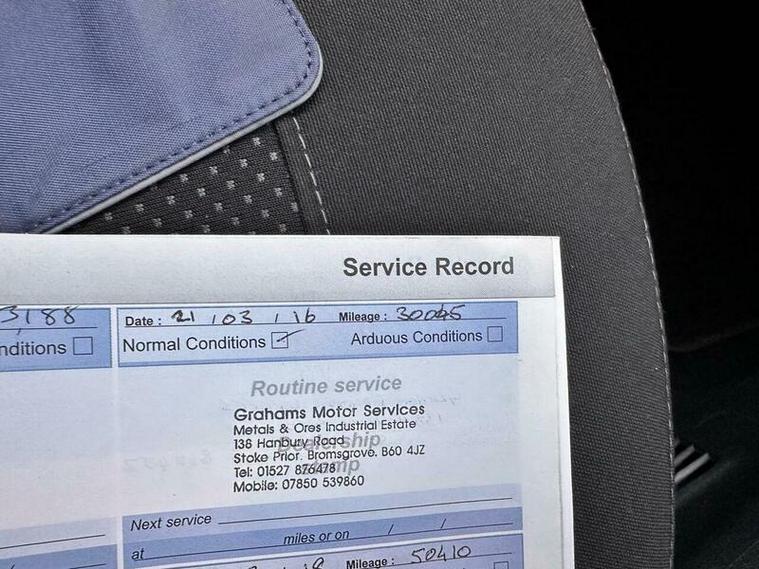 Service Record
3188
Date: 21 / 03 / 16 Mileage: 30045
nditions
Normal Conditions Arduous Conditions
Routine service
Grahams Motor Services
Metals & Ores Industrial Estate
136 Hanbury Road
Dealership
Stoke Prior. Bromsgrove. B60 4JZ
Tel: 01527 876478
Mobile: 07850 539860
Next service
at miles or on / /
Mileage: 50410